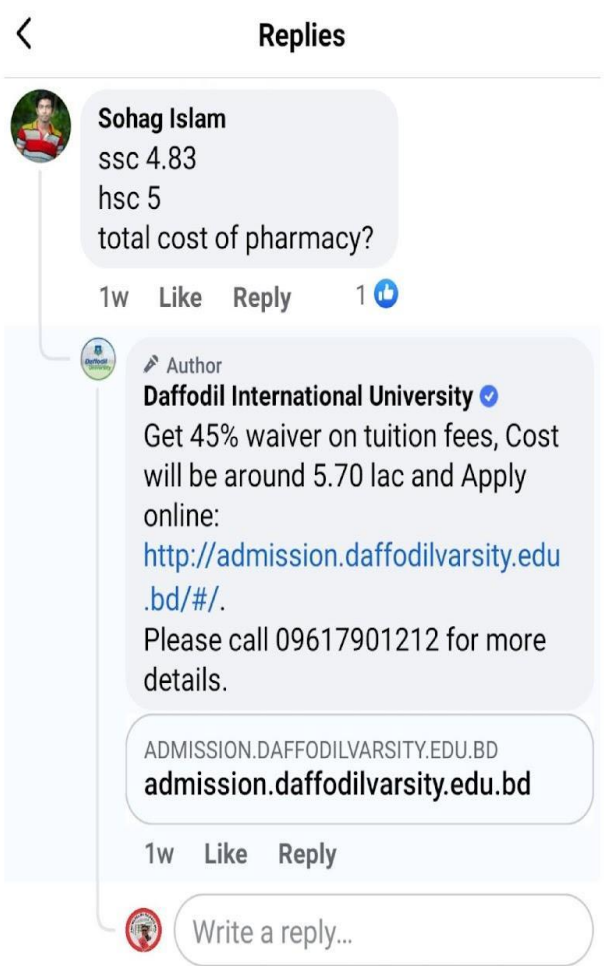 Replies
Sohag Islam
ssc 4.83
hsc 5
total cost of pharmacy?
1w Like Reply 1
Author
Daffodil International University
Get 45% waiver on tuition fees, Cost
will be around 5.70 lac and Apply
online:
http://admission.daffodilvarsity.edu
.bd/#/.
Please call 09617901212 for more
details.
ADMISSION.DAFFODILVARSITY.EDU.BD
admission.daffodilvarsity.edu.bd
1w Like Reply
Write a reply...